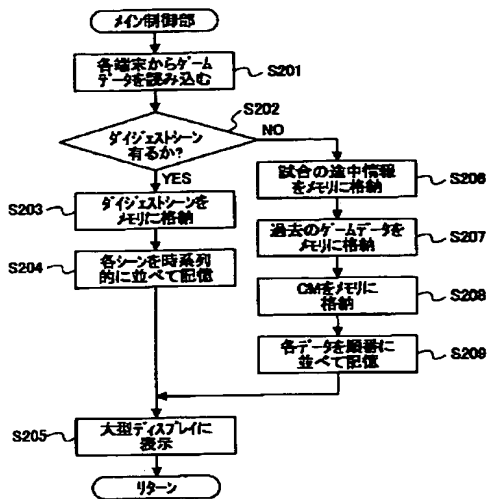 メイン制御部
各端末からゲーム
データを読み込む
S201
S202
ダイジェストシーン
有るか?
NO
YES
S203
ダイジェストシーンを
メモリに格納
S204
各シーンを時系列
的に並べて記憶
試合の途中情報
をメモリに格納
S206
過去のゲームデータを
メモリに格納
S207
CMをメモリに
格納
S208
各データを順番に
並べて記憶
S209
S205
大型ディスプレイに
表示
リターン